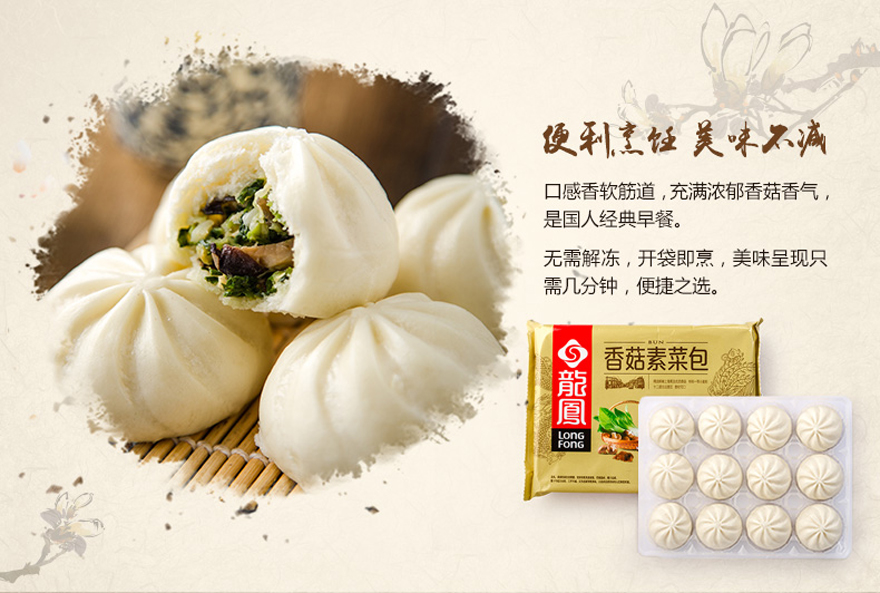 便利烹饪 美味不减
口感香软筋道，充满浓郁香菇香气，
是国人经典早餐。
无需解冻，开袋即烹，美味呈现只
需几分钟，便捷之选。
BUN
香菇素菜包
龍鳳
LONG
FONG